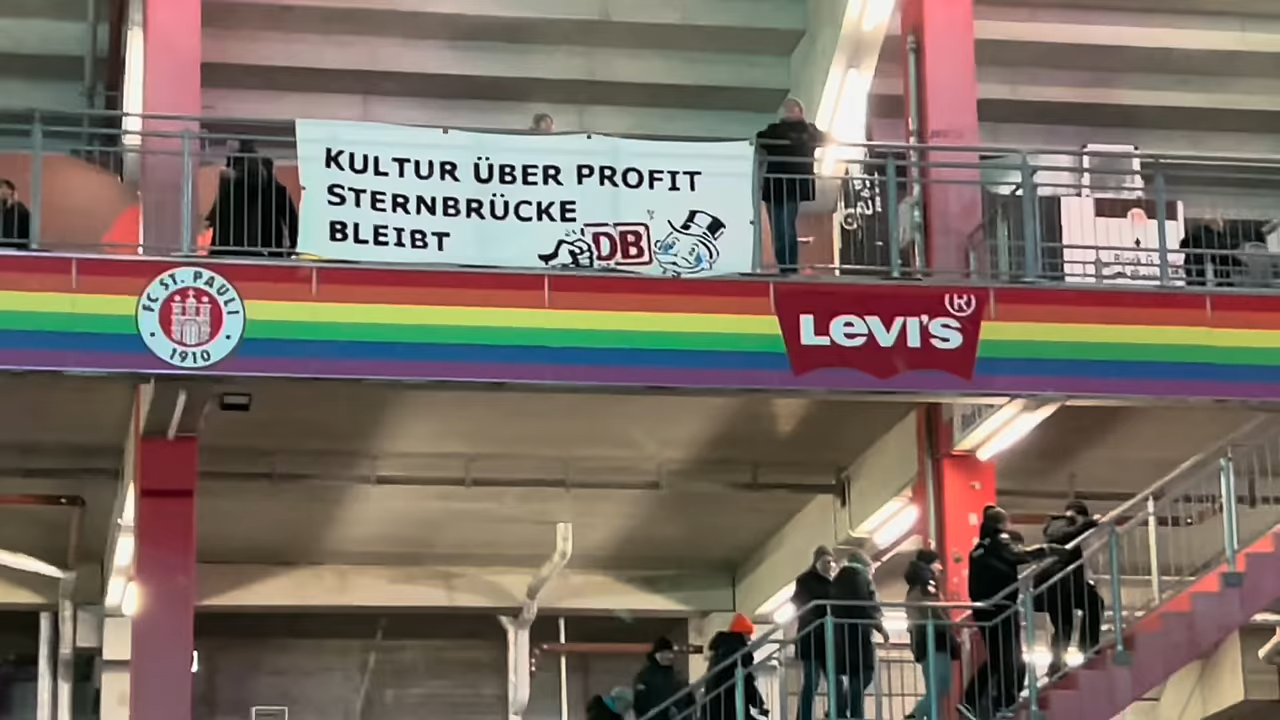 KULTUR ÜBER PROFIT
STERNBRÜCKE
BLEIBT
DB
FC ST. PAULI
1910
LEVI'S
®